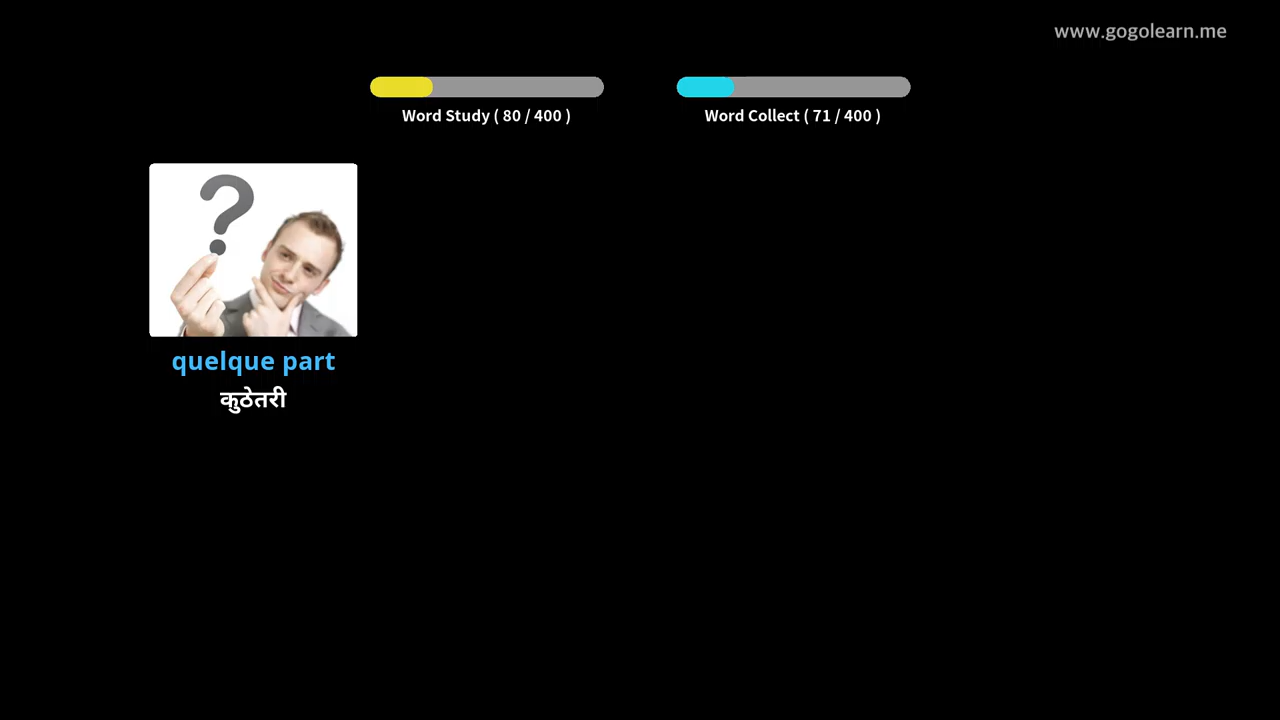 www.gogolearn.me
Word Study ( 80 / 400 )
Word Collect ( 71 / 400 )
?
quelque part
कुठेतरी